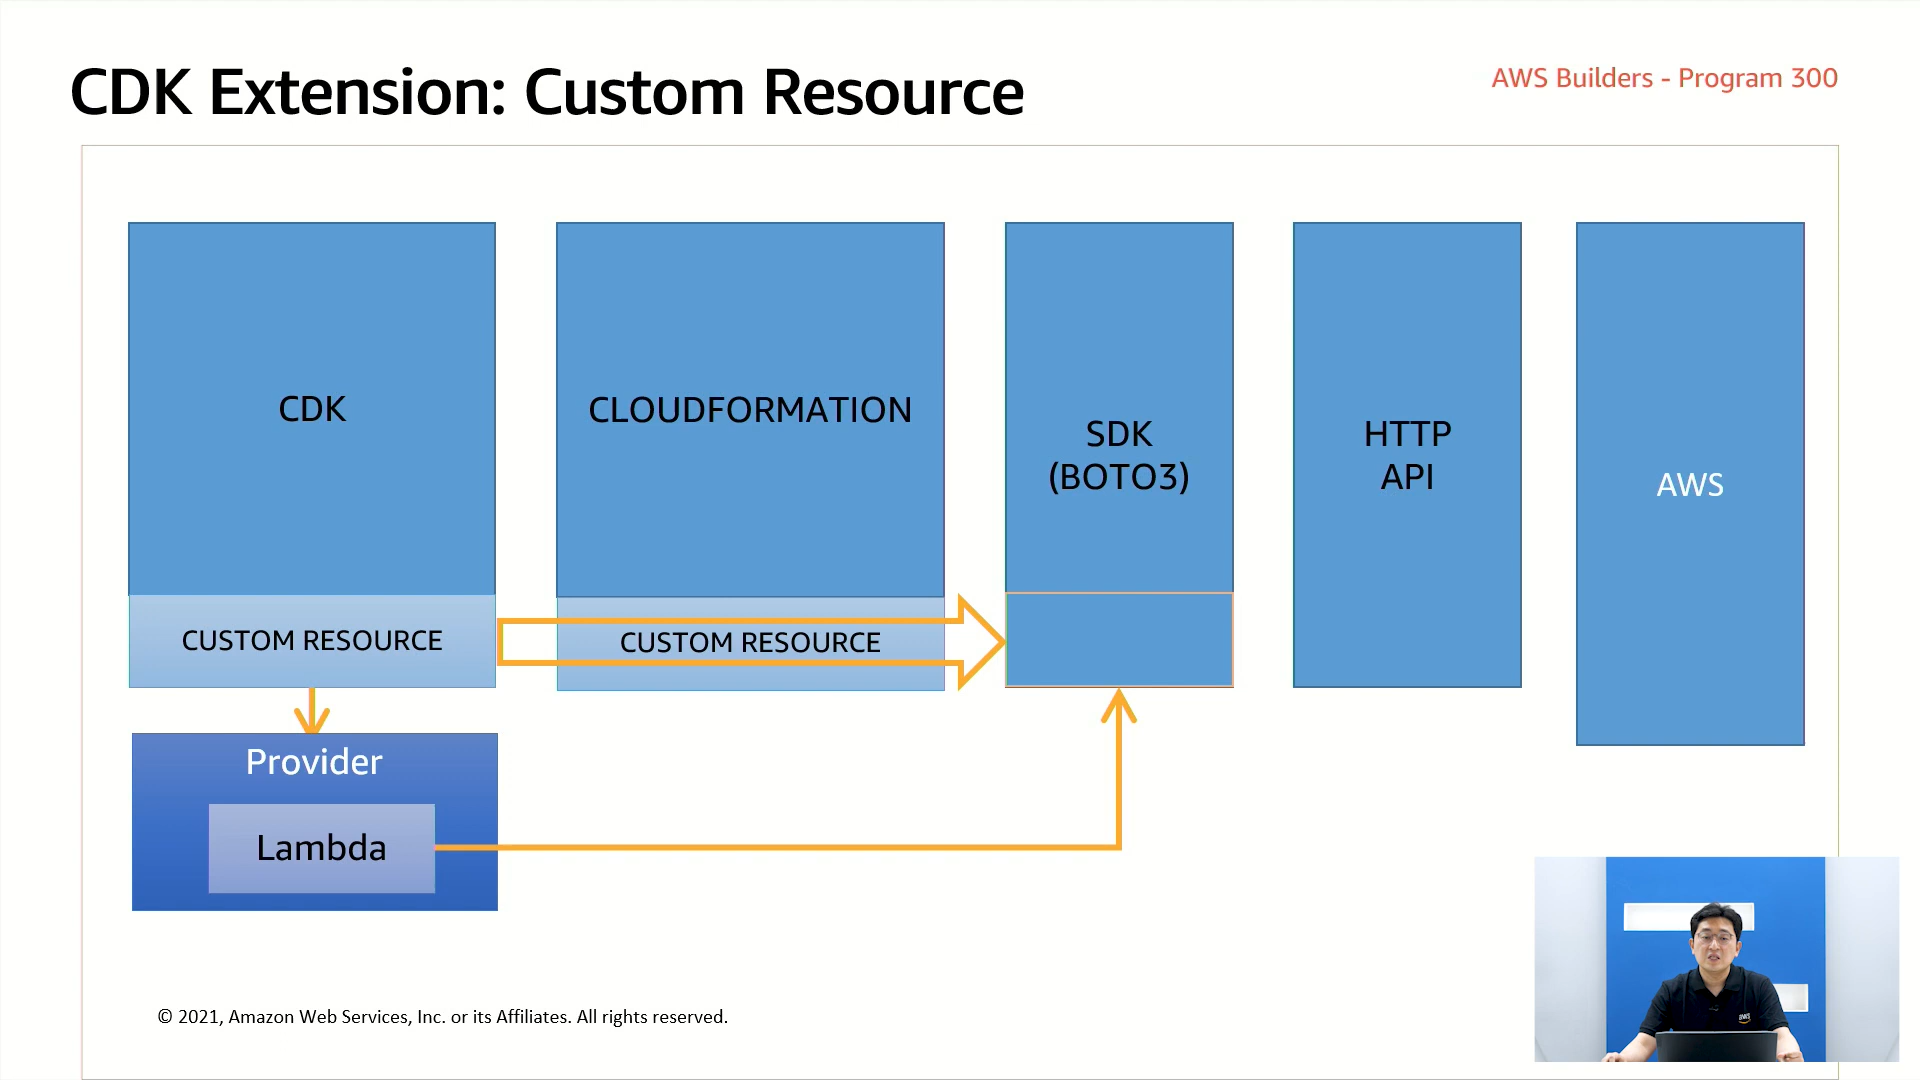 CDK Extension: Custom Resource
AWS Builders - Program 300
CDK
CLOUDFORMATION
SDK
(BOTO3)
HTTP
API
AWS
CUSTOM RESOURCE
CUSTOM RESOURCE
Provider
Lambda
© 2021, Amazon Web Services, Inc. or its Affiliates. All rights reserved.
aws